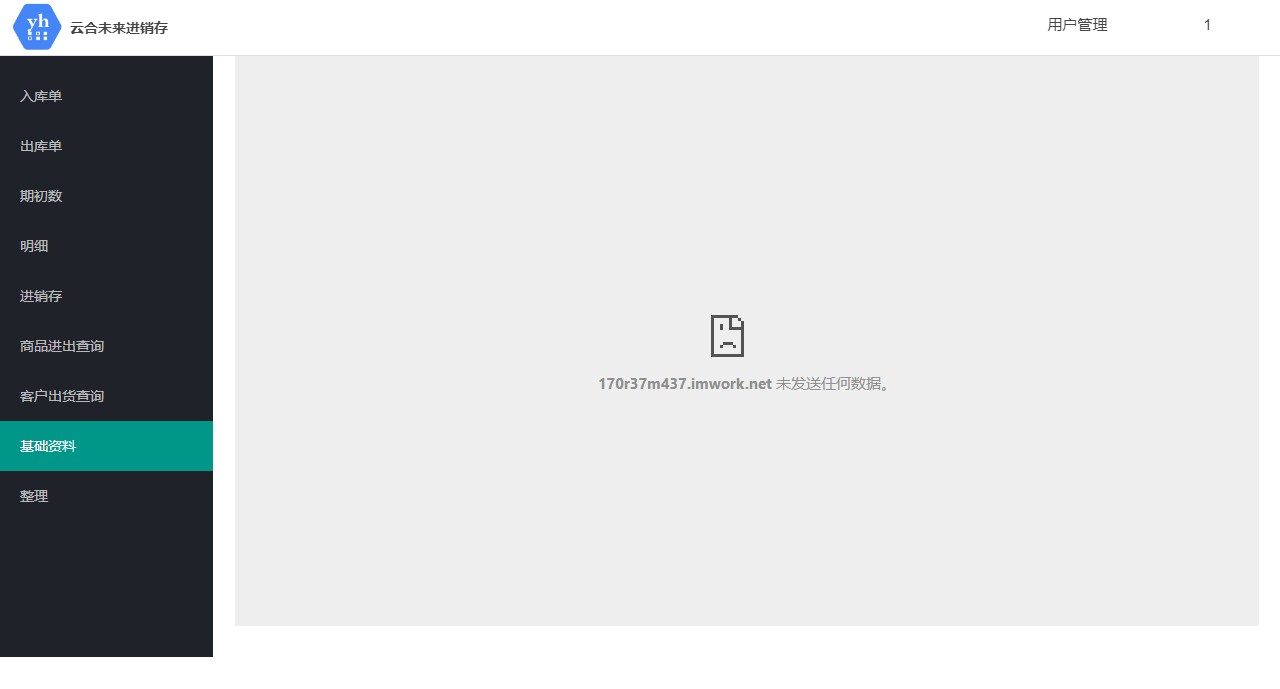 yh
云合未来进销存
用户管理
1
入库单
出库单
期初数
明细
进销存
商品进出查询
客户出货查询
基础资料
整理
170r37m437.imwork.net 未发送任何数据。